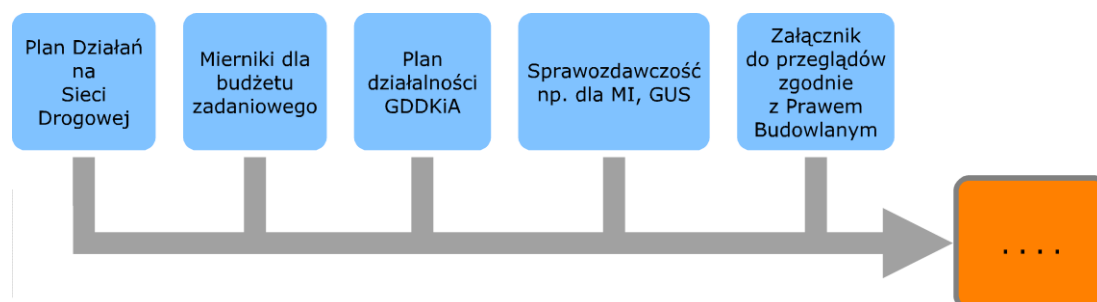 Plan Działań
na
Sieci
Drogowej
Mierniki dla
budżetu
zadaniowego
Plan
działalności
GDDKiA
Sprawozdawczość
np. dla MI, GUS
Załącznik
do przeglądów
zgodnie
z Prawem
Budowlanym
. . . .